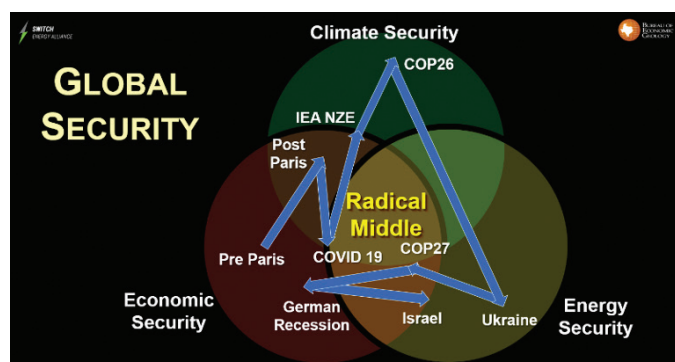 SWITCH
ENERGY ALLIANCE
BUREAU OF
ECONOMIC
GEOLOGY
GLOBAL
SECURITY
Climate Security
COP26
IEA NZE
Post
Paris
Radical
Middle
Pre Paris
COVID 19
COP27
Economic
Security
German
Recession
Israel
Ukraine
Energy
Security